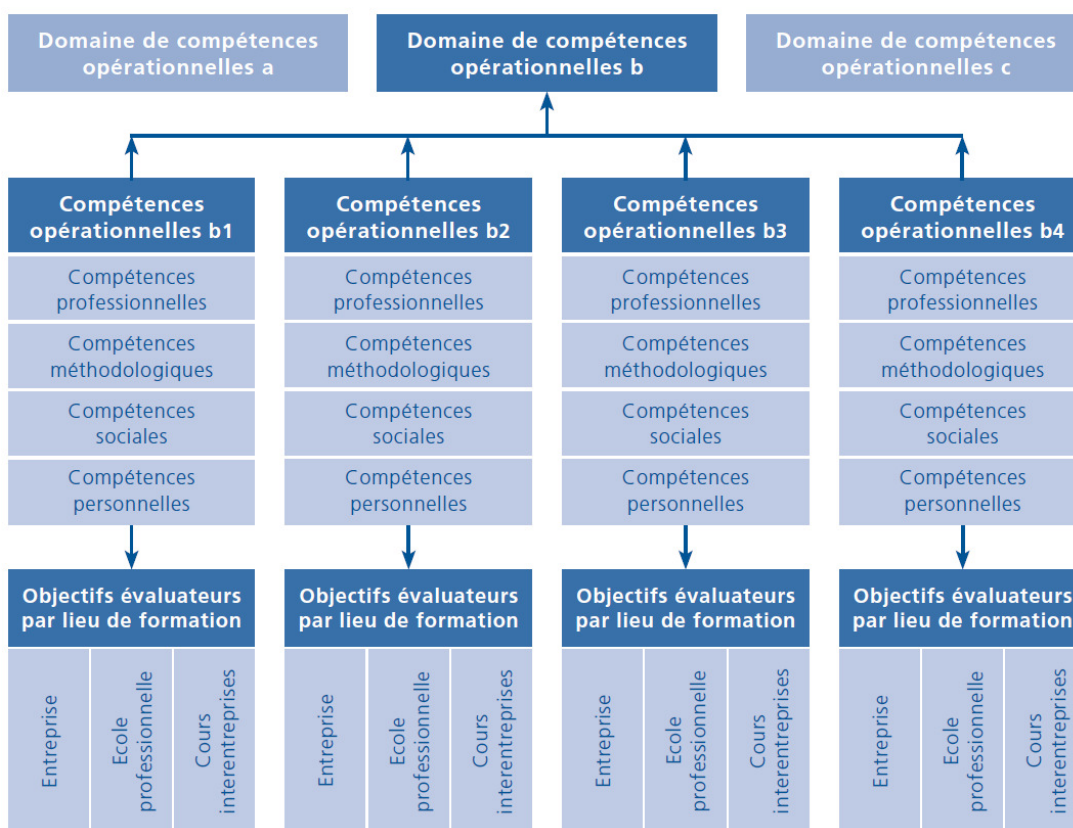 Domaine de compétences
opérationnelles a
Domaine de compétences
opérationnelles b
Domaine de compétences
opérationnelles c
Compétences
opérationnelles b1
Compétences
professionnelles
Compétences
méthodologiques
Compétences
sociales
Compétences
personnelles
Objectifs évaluateurs
par lieu de formation
Entreprise
Ecole
professionnelle
Cours
interentreprises
Compétences
opérationnelles b2
Compétences
professionnelles
Compétences
méthodologiques
Compétences
sociales
Compétences
personnelles
Objectifs évaluateurs
par lieu de formation
Entreprise
Ecole
professionnelle
Cours
interentreprises
Compétences
opérationnelles b3
Compétences
professionnelles
Compétences
méthodologiques
Compétences
sociales
Compétences
personnelles
Objectifs évaluateurs
par lieu de formation
Entreprise
Ecole
professionnelle
Cours
interentreprises
Compétences
opérationnelles b4
Compétences
professionnelles
Compétences
méthodologiques
Compétences
sociales
Compétences
personnelles
Objectifs évaluateurs
par lieu de formation
Entreprise
Ecole
professionnelle
Cours
interentreprises